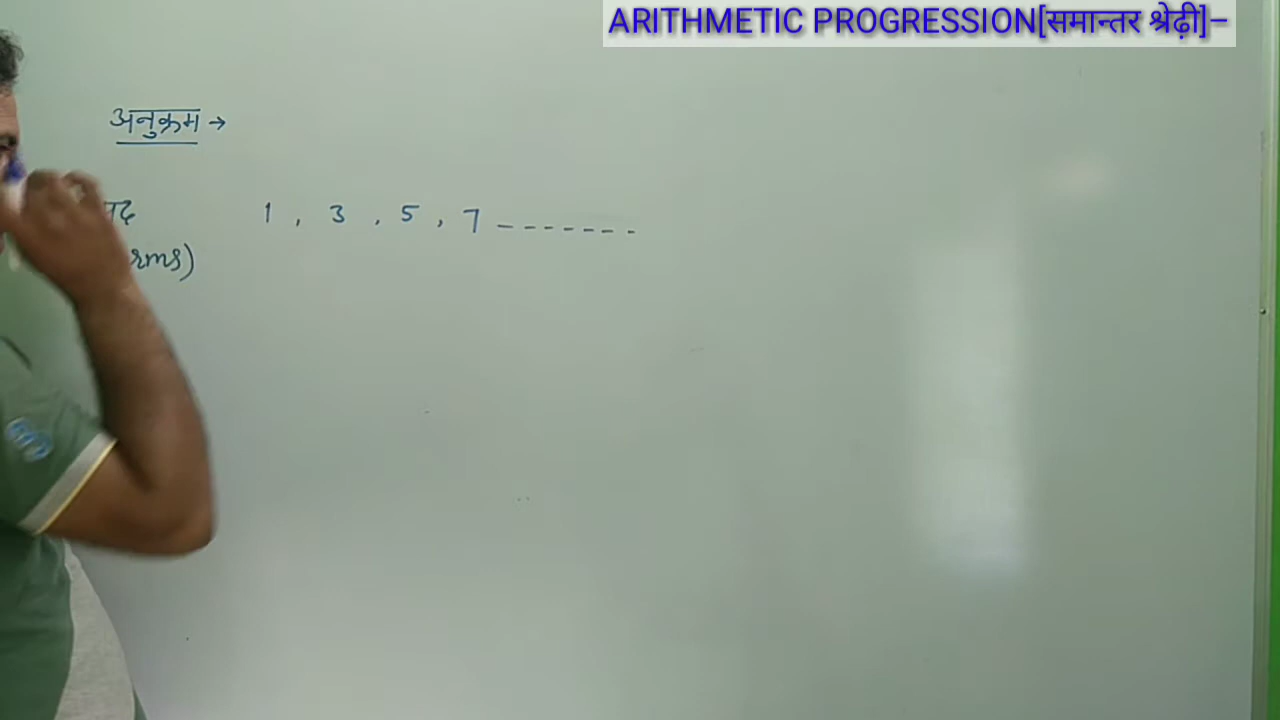 ARITHMETIC PROGRESSION[समान्तर श्रेढ़ी]–
अनुक्रम →
1 , 3 , 5 , 7 -------